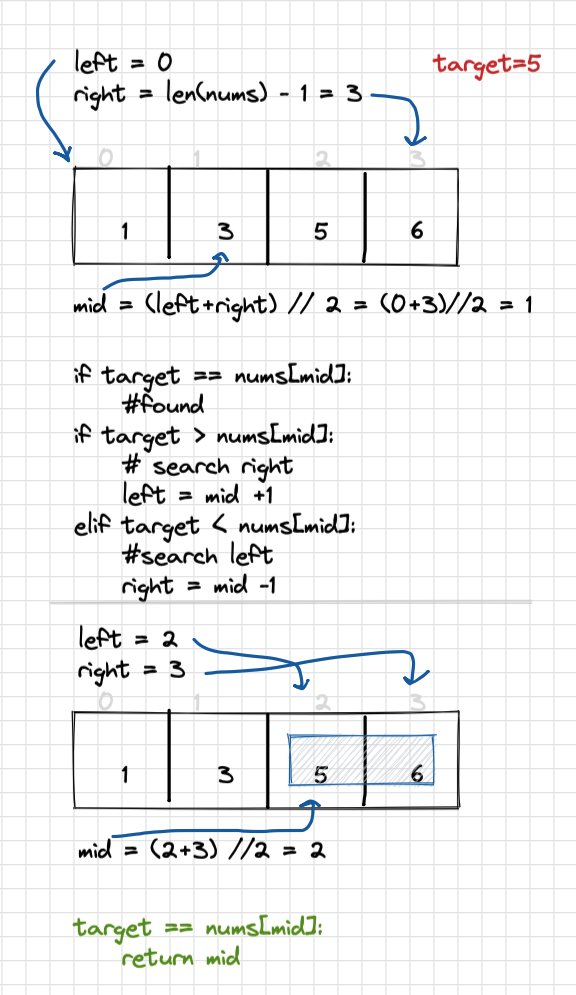 left = 0
target=5
right = len(nums) - 1 = 3
0 1 2 3
1 3 5 6
mid = (left+right) // 2 = (0+3)//2 = 1
if target == nums[mid]:
#found
if target > nums[mid]:
# search right
left = mid +1
elif target < nums[mid]:
#search left
right = mid -1
left = 2
right = 3
0 1 2 3
1 3 5 6
mid = (2+3) //2 = 2
target == nums[mid]:
return mid